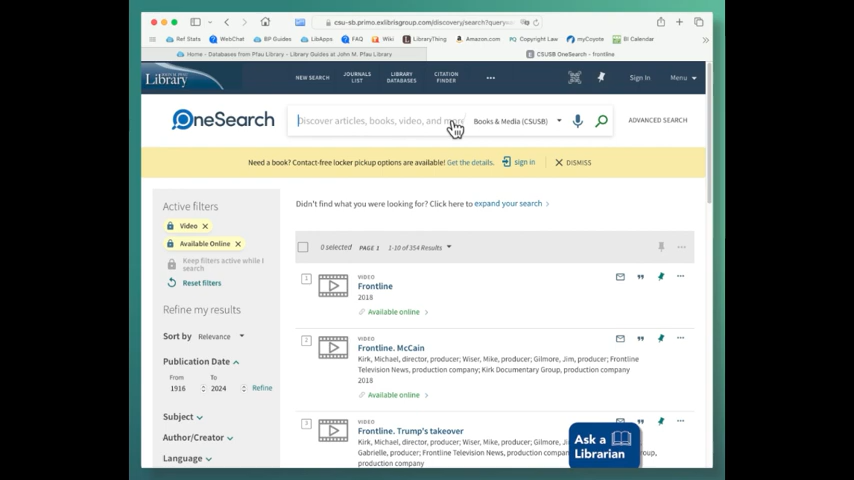 csu-sb.primo.exlibrisgroup.com/discovery/search?query=
Ref Stats WebChat BP Guides LibApps FAQ Wiki LibraryThing Amazon.com Copyright Law myCoyote BI Calendar
Home - Databases from Pfau Library - Library Guides at John M. Pfau Library
CSUSB OneSearch - frontline
Library
NEW SEARCH
JOURNALS LIST
LIBRARY DATABASES
CITATION FINDER
Sign In
Menu
OneSearch
Discover articles, books, video, and more
Books & Media (CSUSB)
ADVANCED SEARCH
Need a book? Contact-free locker pickup options are available! Get the details. sign in DISMISS
Active filters
Video
Available Online
Keep filters active while I
search
Reset filters
Refine my results
Sort by Relevance
Publication Date
From To
1916 2024 Refine
Subject
Author/Creator
Language
Didn't find what you were looking for? Click here to expand your search
0 selected PAGE 1 1-10 of 354 Results
1
VIDEO
Frontline
2018
Available online
2
VIDEO
Frontline. McCain
Kirk, Michael, director, producer; Wiser, Mike, producer; Gilmore, Jim, producer; Frontline
Television News, production company; Kirk Documentary Group, production company
2018
Available online
3
VIDEO
Frontline. Trump's takeover
Kirk, Michael, director, producer; Wiser, Mike, producer; Gilmore, Ji
Gabrielle, producer; Frontline Television News, production com
production company
Ask a
Librarian